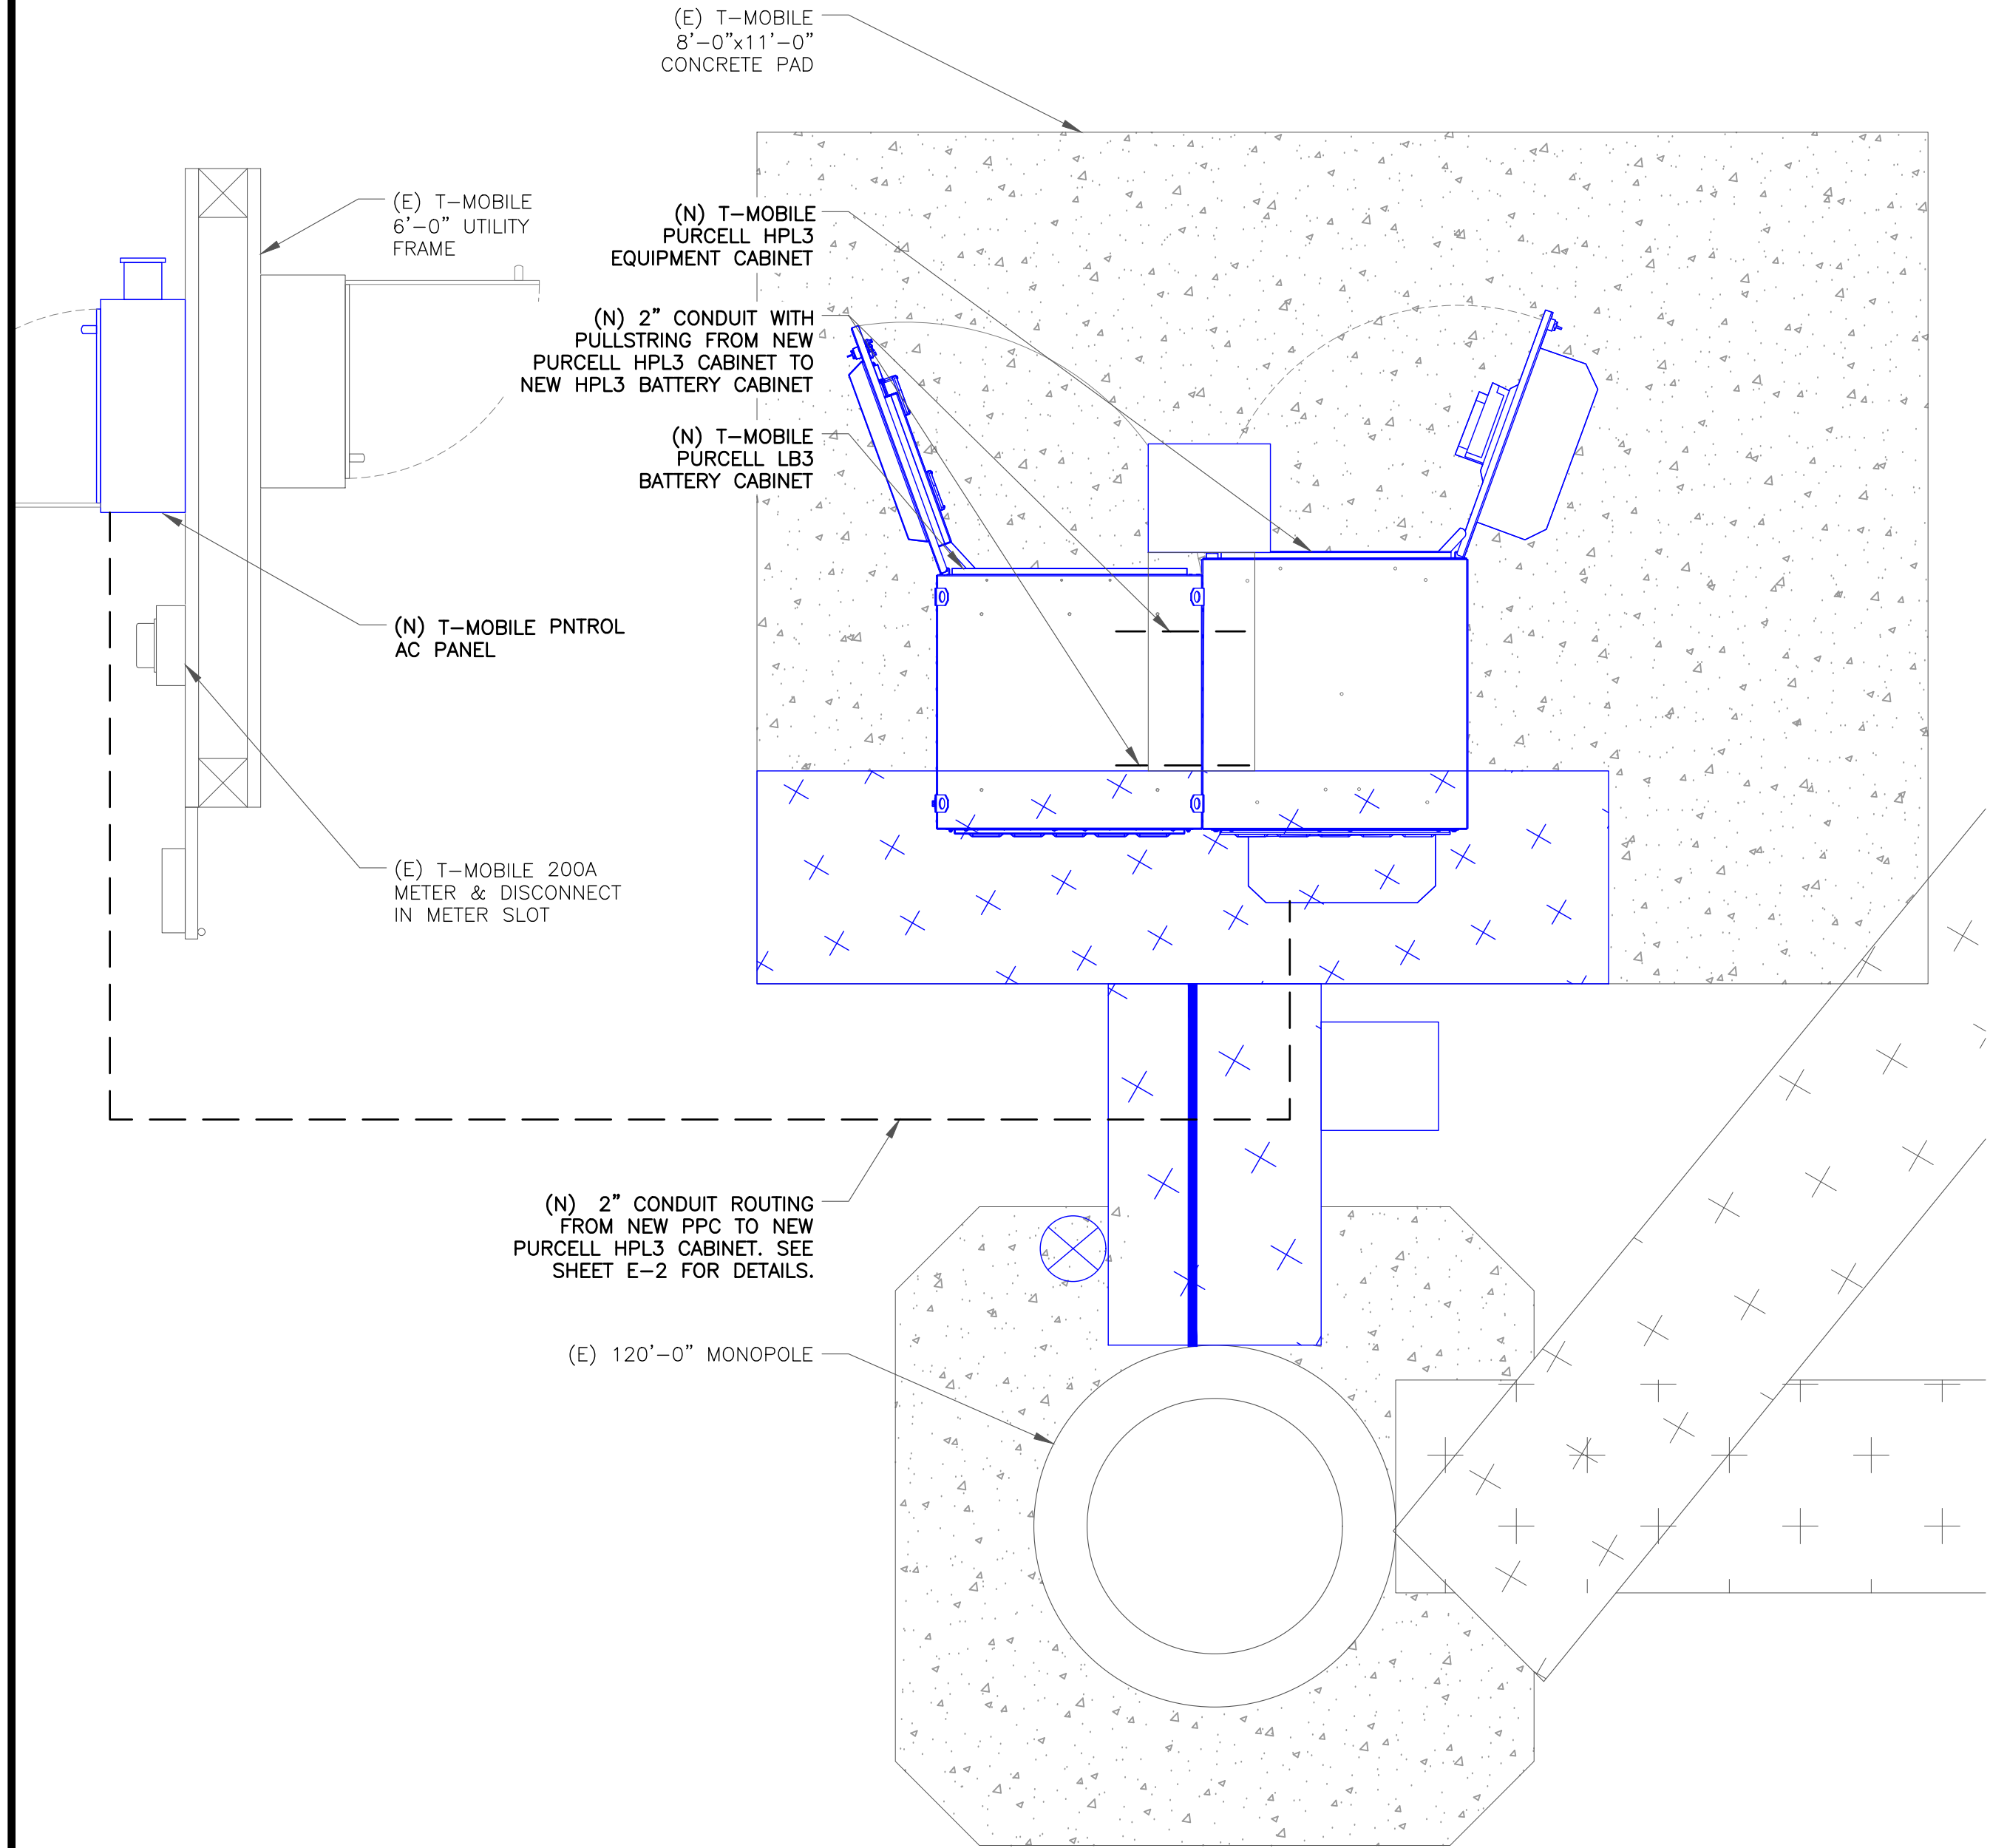 (E) T-MOBILE
8'-0"x11'-0"
CONCRETE PAD
(E) T-MOBILE
6'-0" UTILITY
FRAME
(N) T-MOBILE
PURCELL HPL3
EQUIPMENT CABINET
(N) 2" CONDUIT WITH
PULLSTRING FROM NEW
PURCELL HPL3 CABINET TO
NEW HPL3 BATTERY CABINET
(N) T-MOBILE
PURCELL LB3
BATTERY CABINET
(N) T-MOBILE PNTROL
AC PANEL
(E) T-MOBILE 200A
METER & DISCONNECT
IN METER SLOT
(N) 2" CONDUIT ROUTING
FROM NEW PPC TO NEW
PURCELL HPL3 CABINET. SEE
SHEET E-2 FOR DETAILS.
(E) 120'-0" MONOPOLE